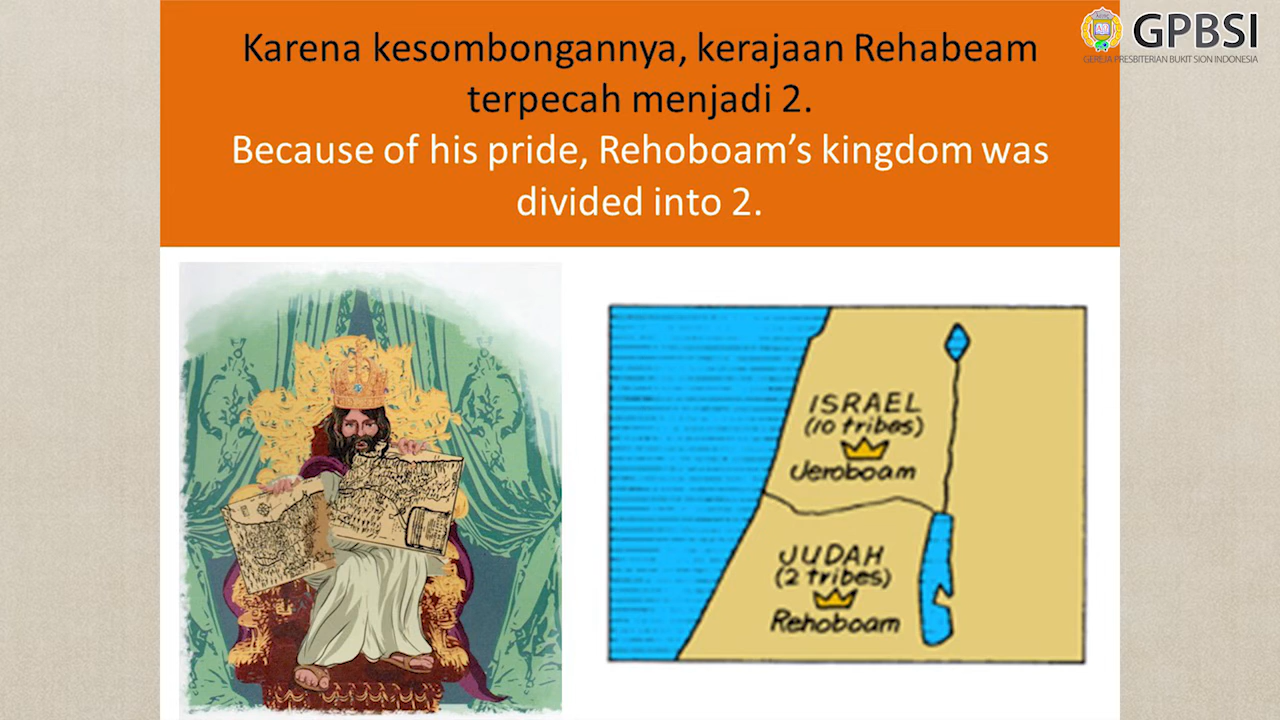 Karena kesombongannya, kerajaan Rehabeam
terpecah menjadi 2.
Because of his pride, Rehoboam's kingdom was
divided into 2.
GPBSI
GEREJA PRESBITERIAN BUKIT SION INDONESIA
ISRAEL
(10 tribes)
Jeroboam
JUDAH
(2 tribes)
Rehoboam